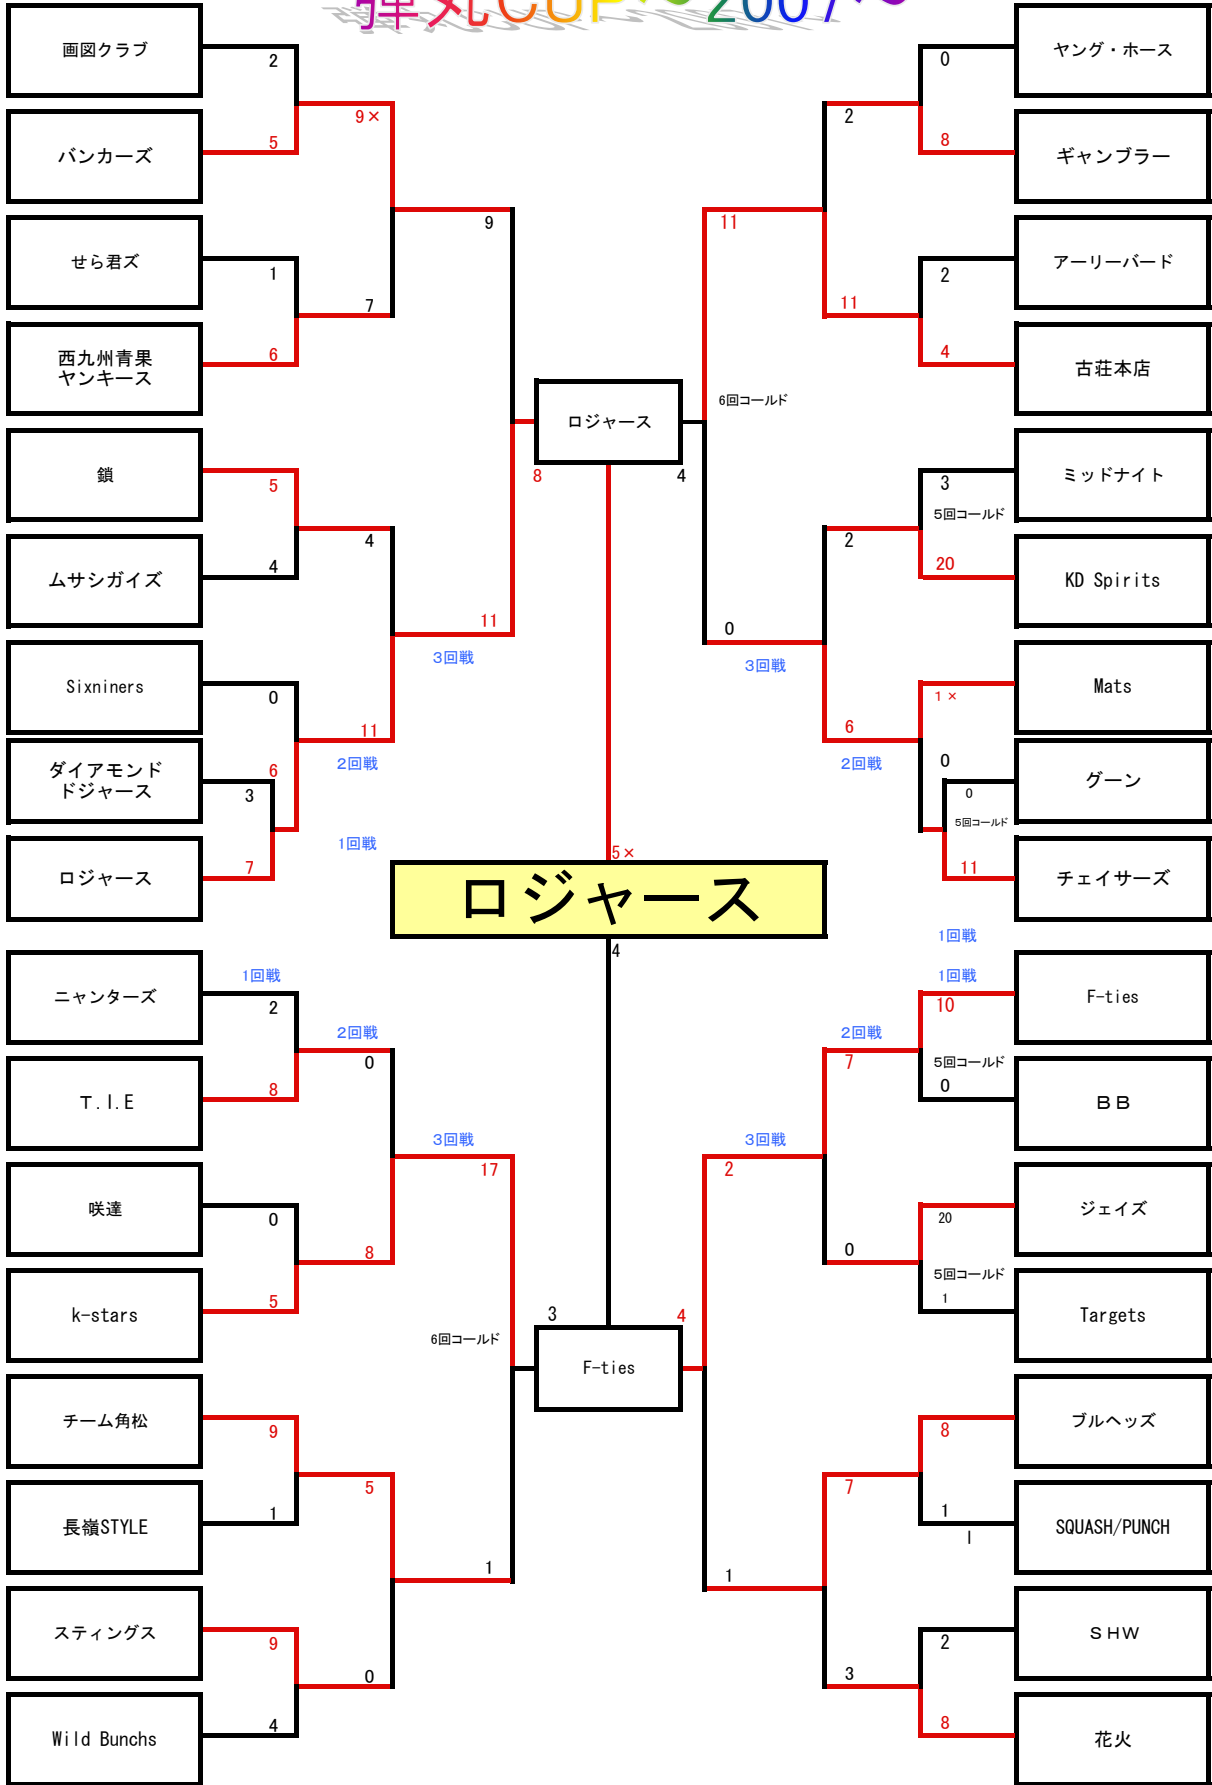 弾丸CUP~2007~
画図クラブ
2
9×
バンカーズ
5
せら君ズ
1
9
7
西九州青果
ヤンキース
6
鎖
5
4
ムサシガイズ
4
11
3回戦
Sixniners
0
11
2回戦
ダイアモンド
ドジャース
6
3
1回戦
ロジャース
7
ヤング・ホース
0
2
ギャンブラー
8
11
アーリーバード
2
11
古荘本店
4
6回コールド
ロジャース
8
4
ミッドナイト
3
5回コールド
2
KD Spirits
20
0
3回戦
Mats
1 ×
6
2回戦
グーン
0
0
5回コールド
チェイサーズ
11
1回戦
5×
ロジャース
4
ニャンターズ
1回戦
2
2回戦
0
T.I.E
8
3回戦
17
咲達
0
8
k-stars
5
6回コールド
チーム角松
9
5
長嶺STYLE
1
1
スティングス
9
0
Wild Bunchs
4
3
4
F-ties
1回戦
F-ties
10
2回戦
7
5回コールド
0
BB
3回戦
2
ジェイズ
20
0
5回コールド
1
Targets
ブルヘッズ
8
7
1
SQUASH/PUNCH
I
1
SHW
2
3
花火
8